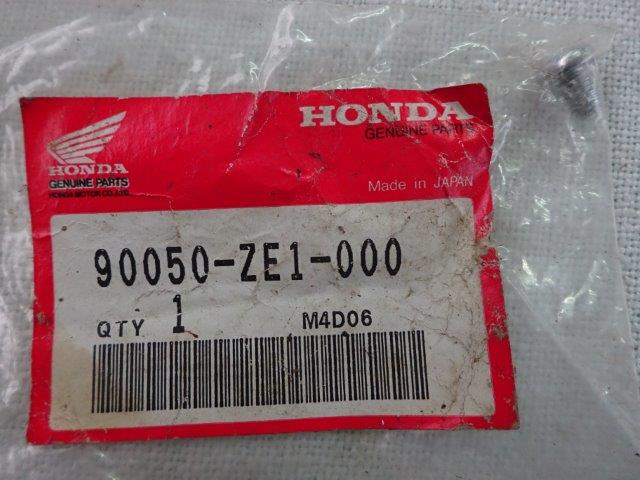 HONDA
GENUINE PARTS
HONDA
GENUINE PARTS
HONDA MOTOR CO.,LTD.
Made in JAPAN
90050-ZE1-000
QTY 1 M4D06